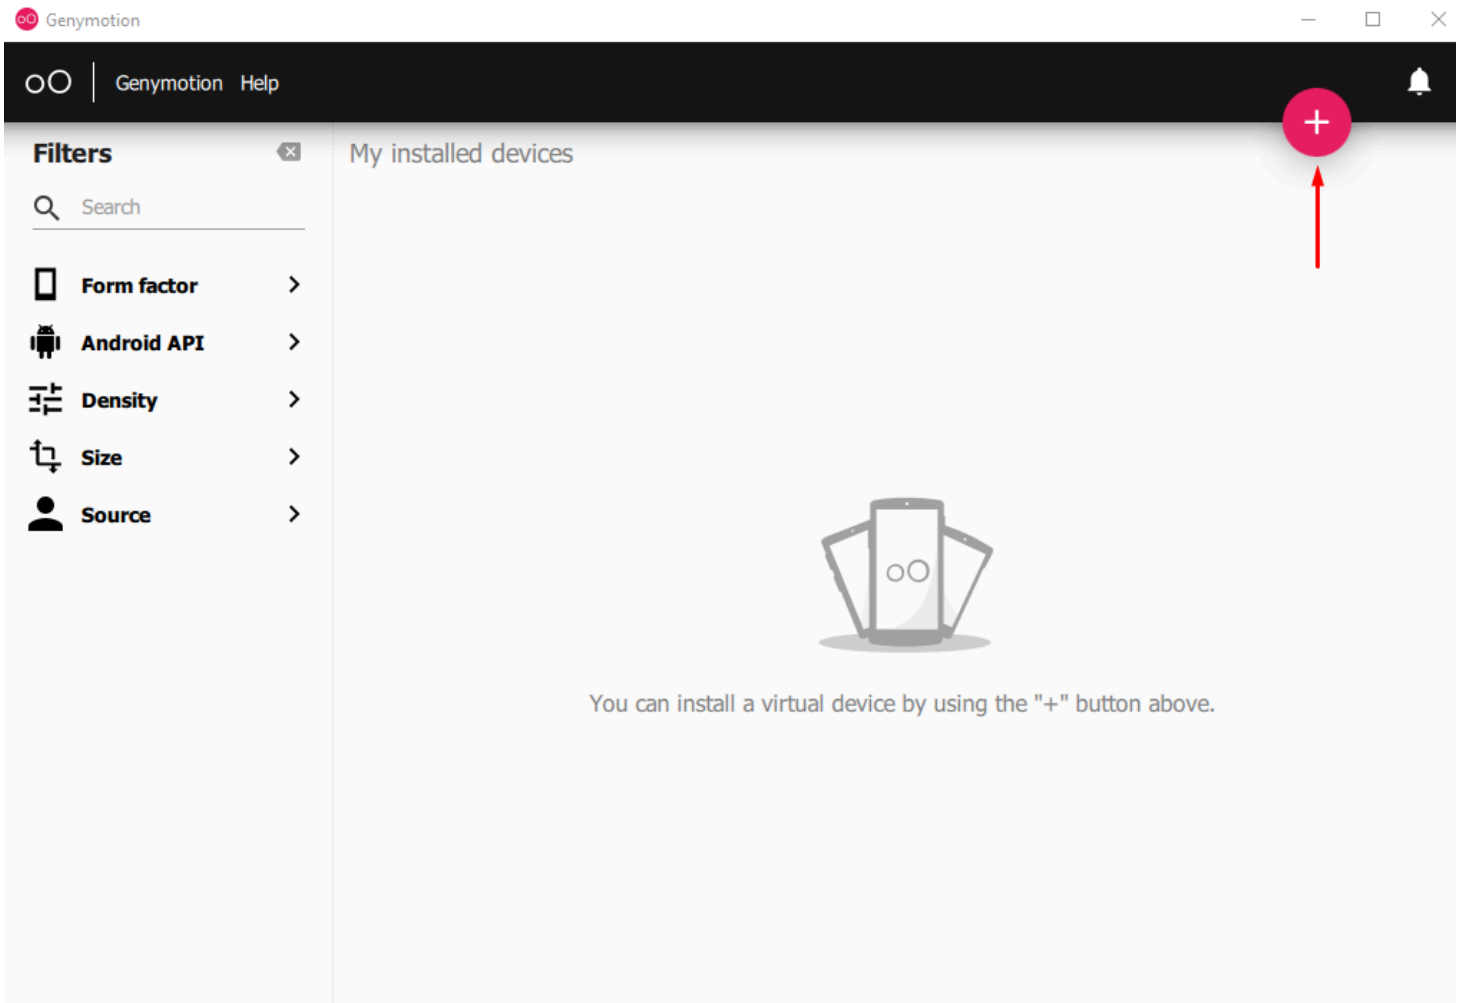 Genymotion
oO Genymotion Help
Filters
My installed devices
Search
Form factor
Android API
Density
Size
Source
oO
You can install a virtual device by using the "+" button above.